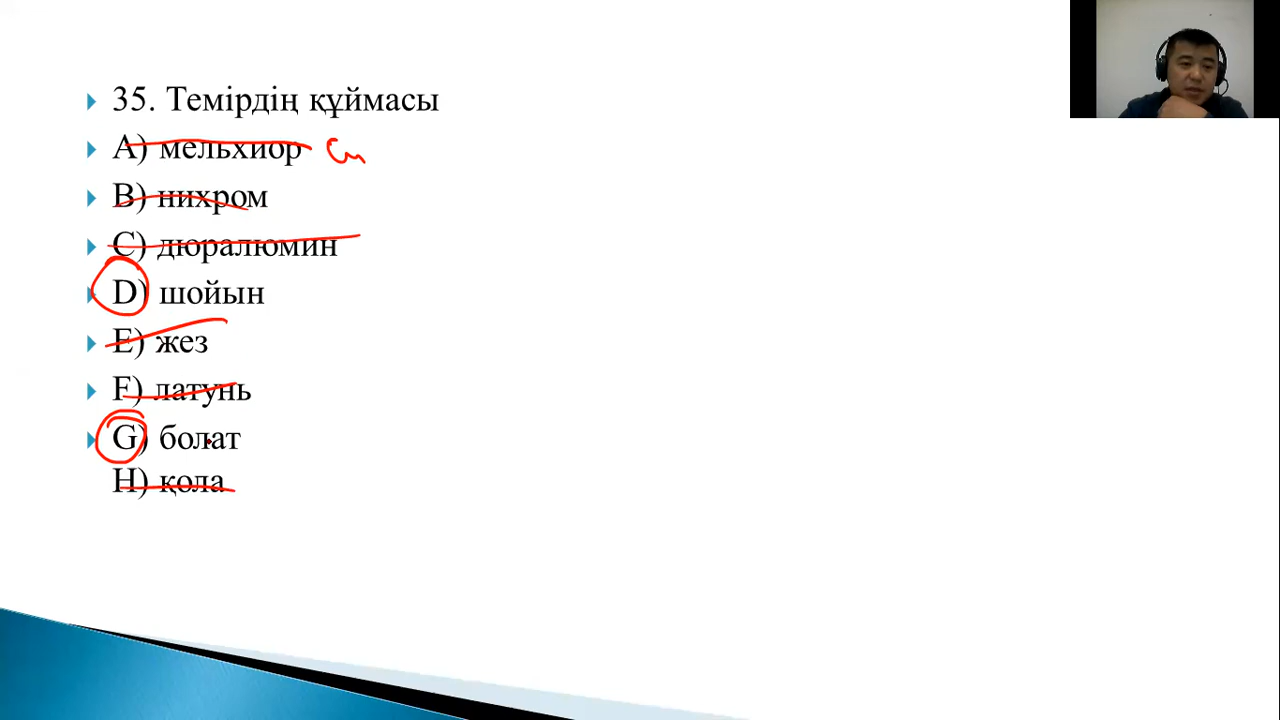 35. Темірдің құймасы
A) мельхиор Cu
B) нихром
C) дюралюмин
D) шойын
E) жез
F) латунь
G) болат
H) қола